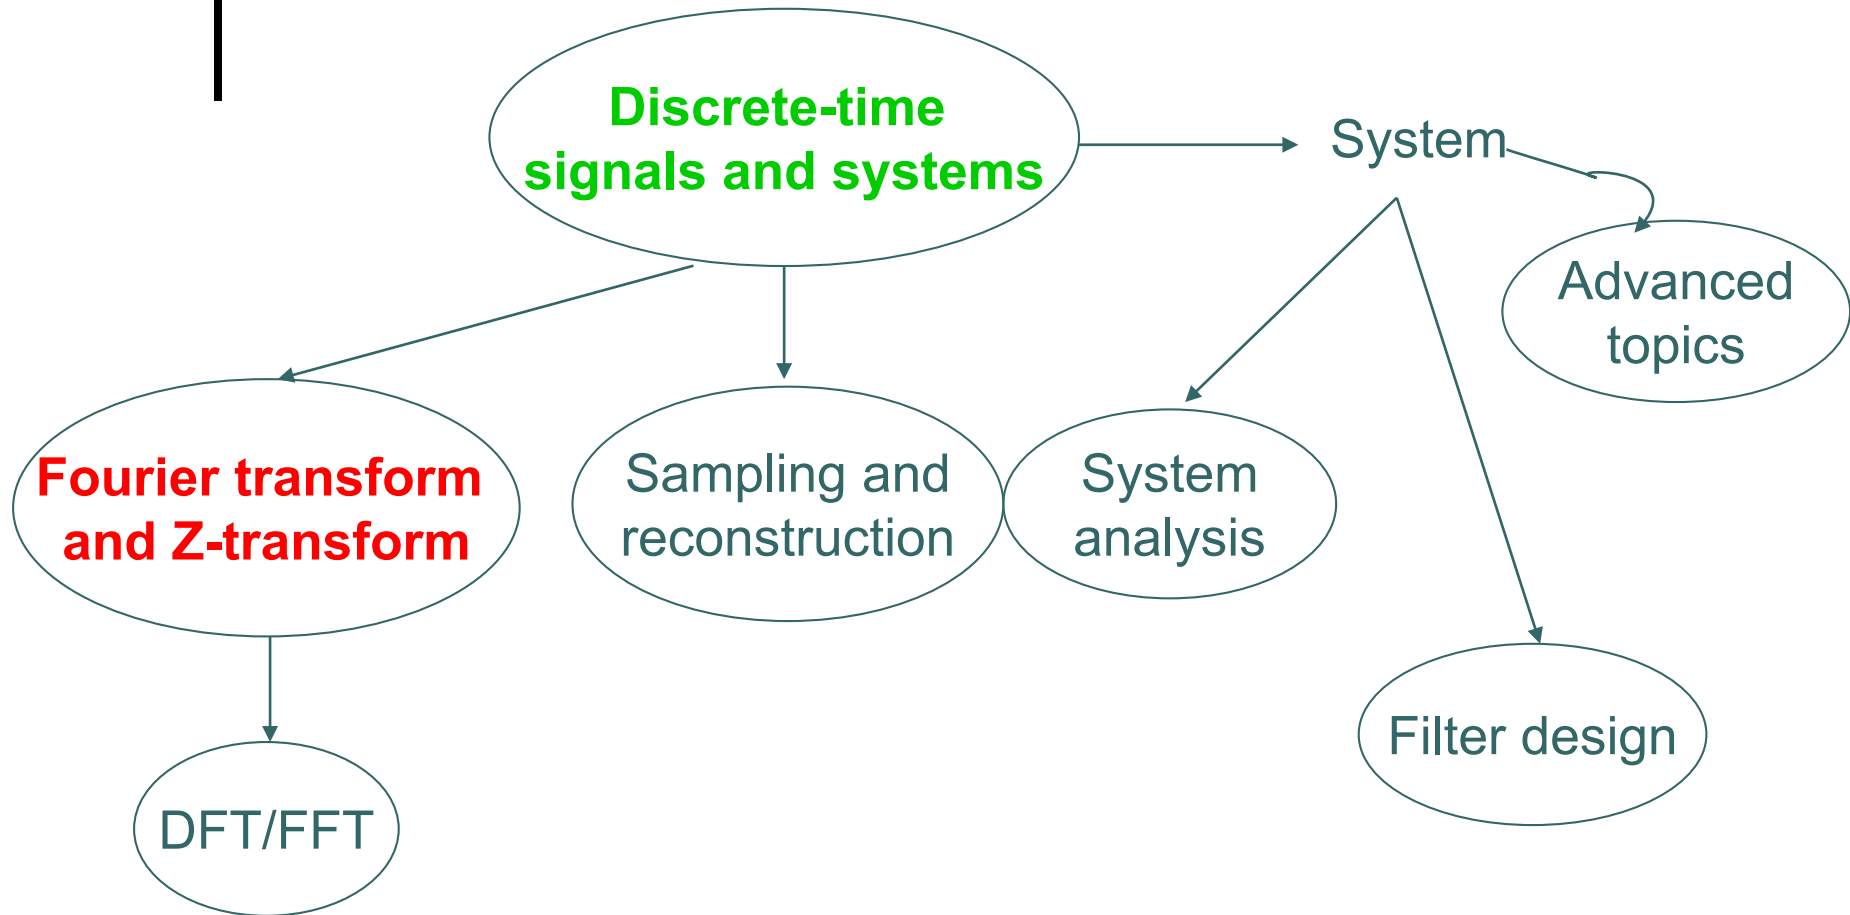 Discrete-time
signals and systems
System
Advanced
topics
Fourier transform
and Z-transform
Sampling and
reconstruction
System
analysis
Filter design
DFT/FFT